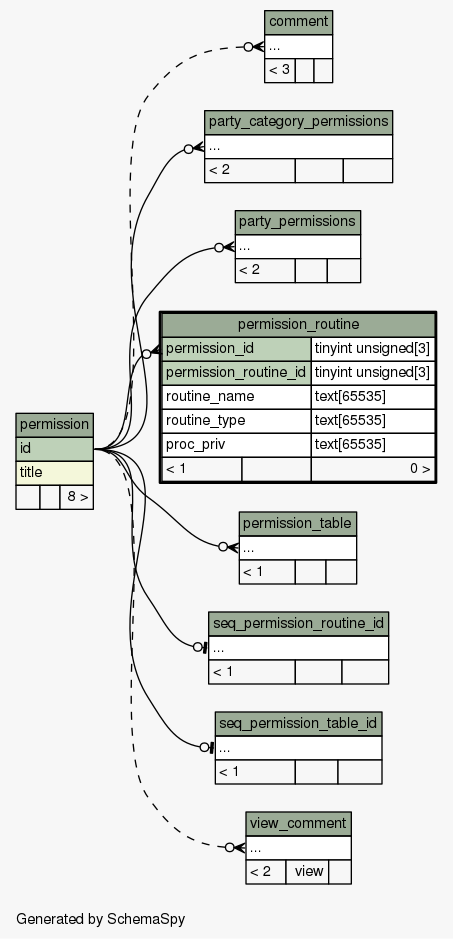 comment
...
< 3
party_category_permissions
...
< 2
party_permissions
...
< 2
permission_routine
permission_id tinyint unsigned[3]
permission_routine_id tinyint unsigned[3]
routine_name text[65535]
routine_type text[65535]
proc_priv text[65535]
< 1 0 >
permission
id
title
8 >
permission_table
...
< 1
seq_permission_routine_id
...
< 1
seq_permission_table_id
...
< 1
view_comment
...
< 2 view
Generated by SchemaSpy